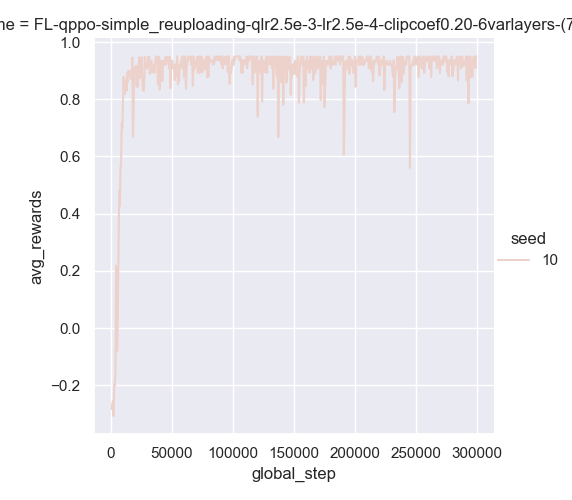 me = FL-qppo-simple_reuploading-qlr2.5e-3-lr2.5e-4-clipcoef0.20-6varlayers-(7
1.0
0.8
0.6
0.4
0.2
0.0
−0.2
avg_rewards
0 50000 100000 150000 200000 250000 300000
global_step
seed
10